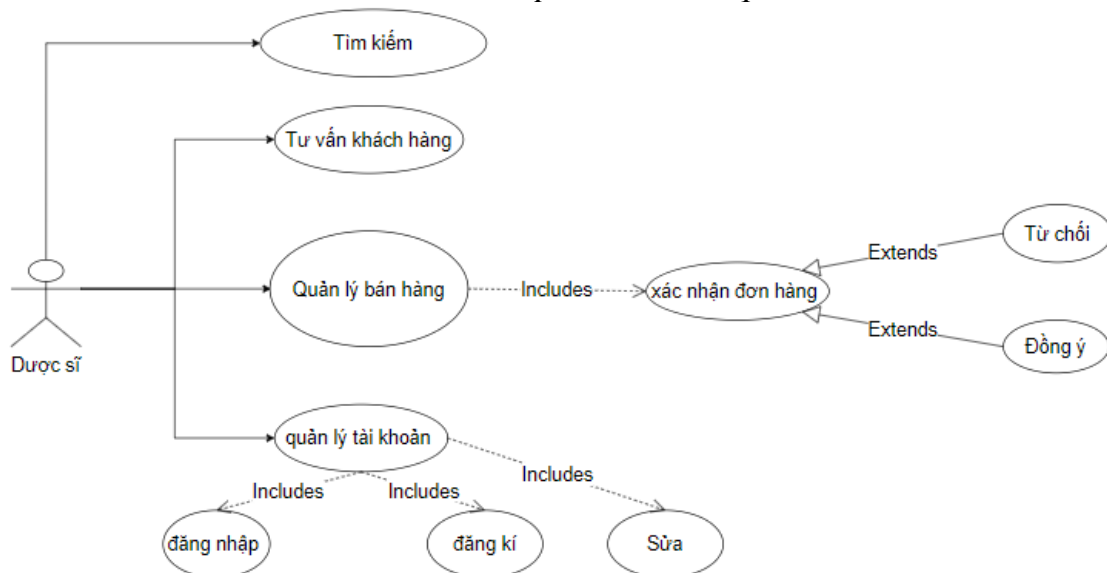 Tìm kiếm
Tư vấn khách hàng
Từ chối
Extends
Quản lý bán hàng
Includes
xác nhận đơn hàng
Extends
Đồng ý
Dược sĩ
quản lý tài khoản
Includes
Includes
Includes
đăng nhập
đăng kí
Sửa